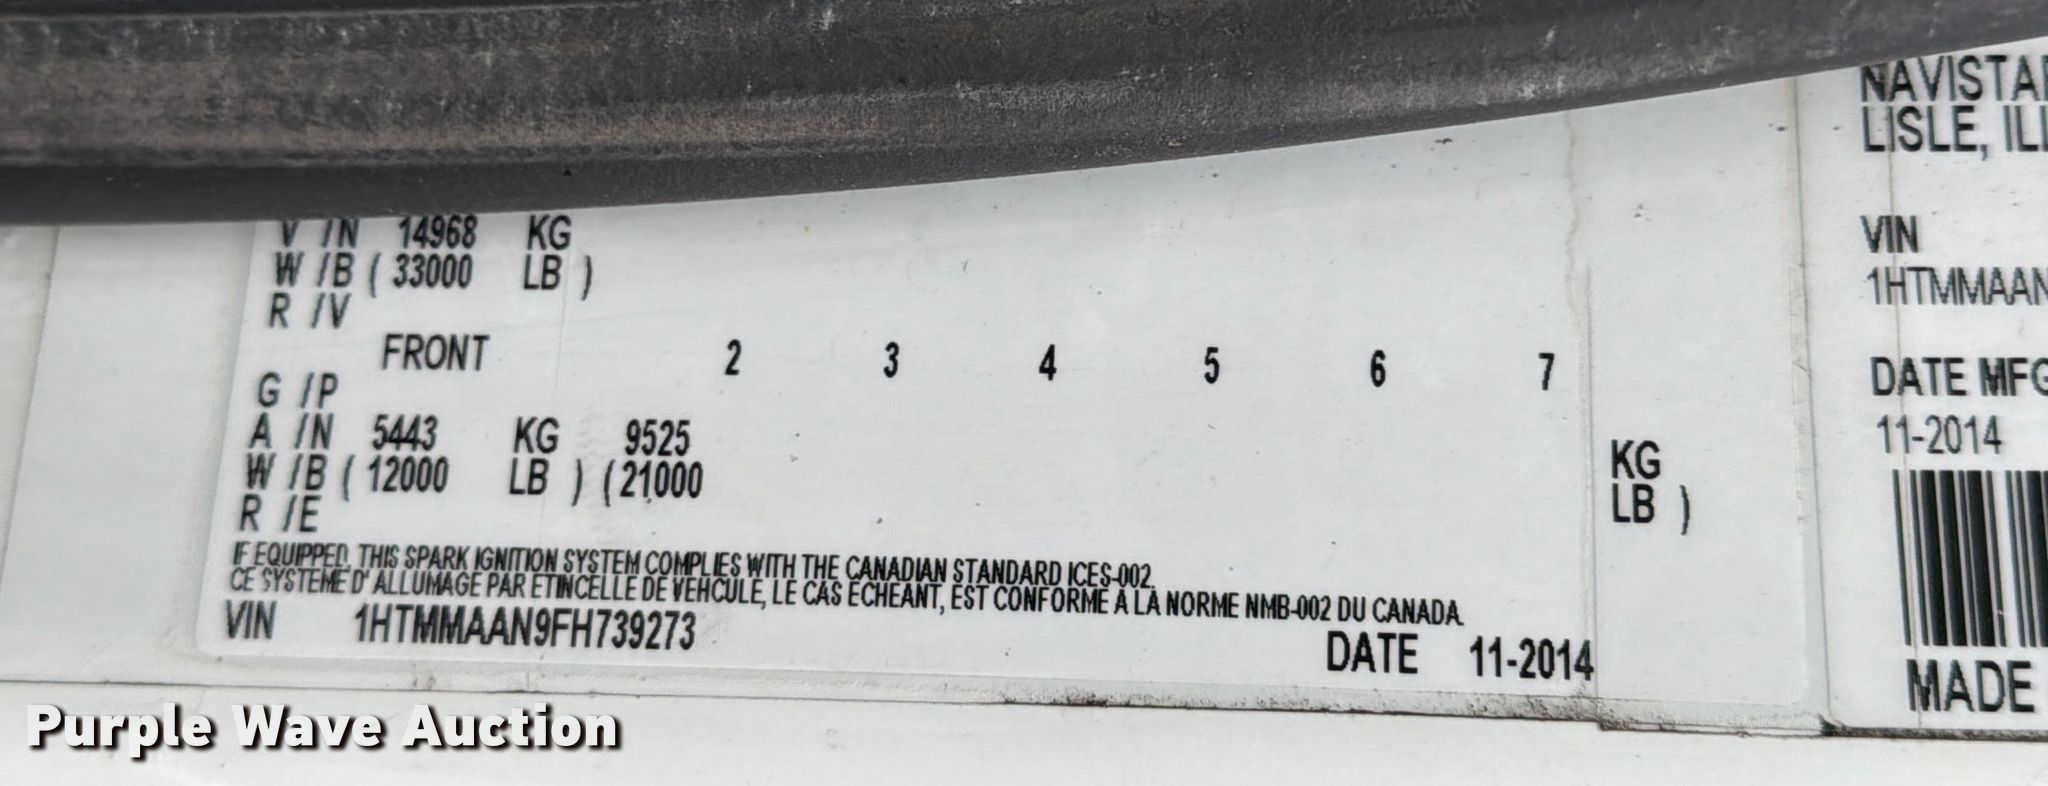 V /N 14968 KG
W /B ( 33000 LB )
R /V
FRONT 2 3 4 5 6 7
G /P
A /N 5443 KG 9525 KG
W /B ( 12000 LB ) ( 21000 LB )
R /E
IF EQUIPPED, THIS SPARK IGNITION SYSTEM COMPLIES WITH THE CANADIAN STANDARD ICES-002.
CE SYSTEME D' ALLUMAGE PAR ETINCELLE DE VEHCULE, LE CAS ECHEANT, EST CONFORME A LA NORME NMB-002 DU CANADA.
VIN 1HTMMAAN9FH739273
DATE 11-2014
NAVISTAR
LISLE, ILL
VIN
1HTMMAAN
DATE MFG
11-2014
MADE
Purple Wave Auction